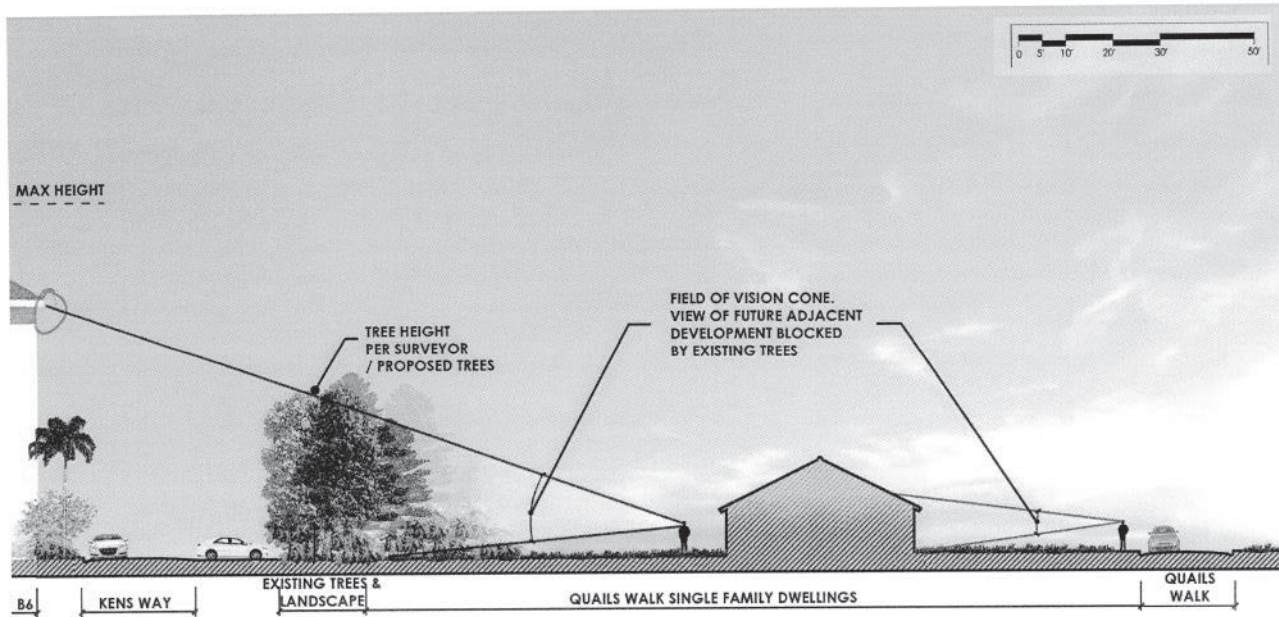 0 5' 10' 20' 30' 50'
MAX HEIGHT
TREE HEIGHT
PER SURVEYOR
/ PROPOSED TREES
FIELD OF VISION CONE.
VIEW OF FUTURE ADJACENT
DEVELOPMENT BLOCKED
BY EXISTING TREES
B6
KENS WAY
EXISTING TREES &
LANDSCAPE
QUAILS WALK SINGLE FAMILY DWELLINGS
QUAILS
WALK